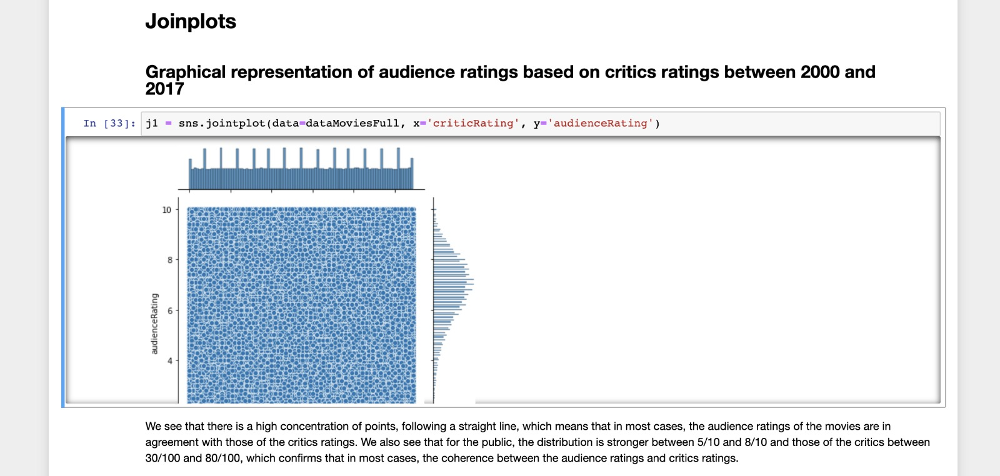 Joinplots
Graphical representation of audience ratings based on critics ratings between 2000 and
2017
In [33]: j1 = sns.jointplot(data=dataMoviesFull, x='criticRating', y='audienceRating')
10
8
6
4
audienceRating
We see that there is a high concentration of points, following a straight line, which means that in most cases, the audience ratings of the movies are in
agreement with those of the critics ratings. We also see that for the public, the distribution is stronger between 5/10 and 8/10 and those of the critics between
30/100 and 80/100, which confirms that in most cases, the coherence between the audience ratings and critics ratings.